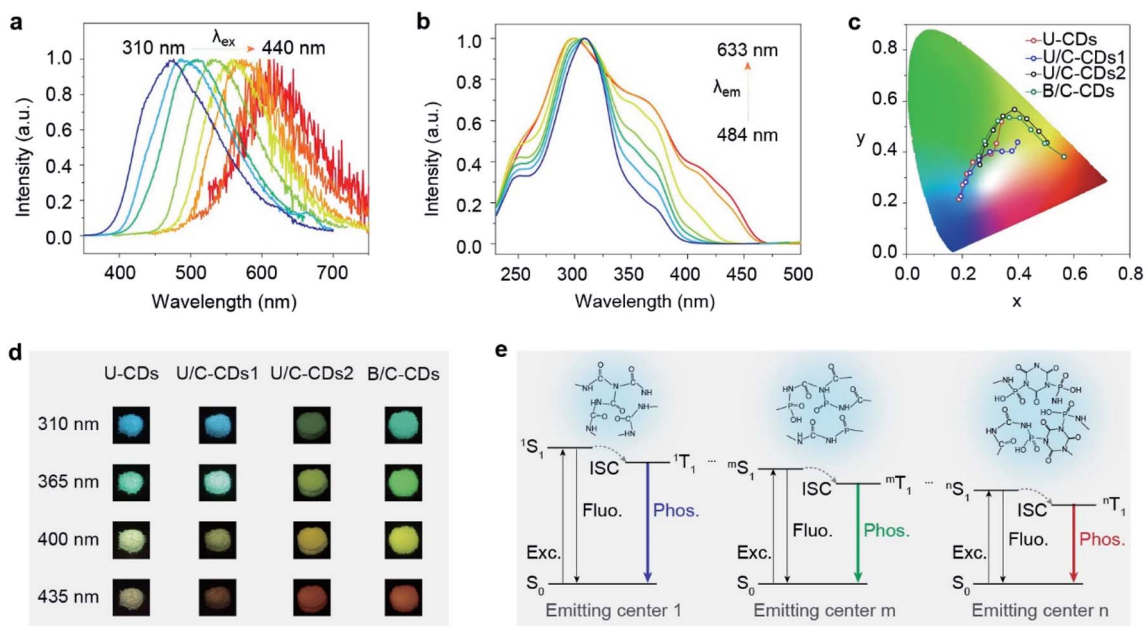 a
310 nm λex 440 nm
Intensity (a.u.)
1.0
0.8
0.6
0.4
0.2
0.0
400 500 600 700
Wavelength (nm)
b
633 nm
λem
484 nm
Intensity (a.u.)
1.0
0.8
0.6
0.4
0.2
0.0
250 300 350 400 450 500
Wavelength (nm)
c
U-CDs
U/C-CDs1
U/C-CDs2
B/C-CDs
y
0.8
0.6
0.4
0.2
0.0
0.0 0.2 0.4 0.6 0.8
x
d
U-CDs U/C-CDs1 U/C-CDs2 B/C-CDs
310 nm
365 nm
400 nm
435 nm
e
¹S₁ ISC ¹T₁ ··· ᵐS₁ ISC ᵐT₁ ··· ⁿS₁ ISC ⁿT₁
Exc. Fluo. Phos. Exc. Fluo. Phos. Exc. Fluo. Phos.
S₀ S₀ S₀
Emitting center 1 Emitting center m Emitting center n